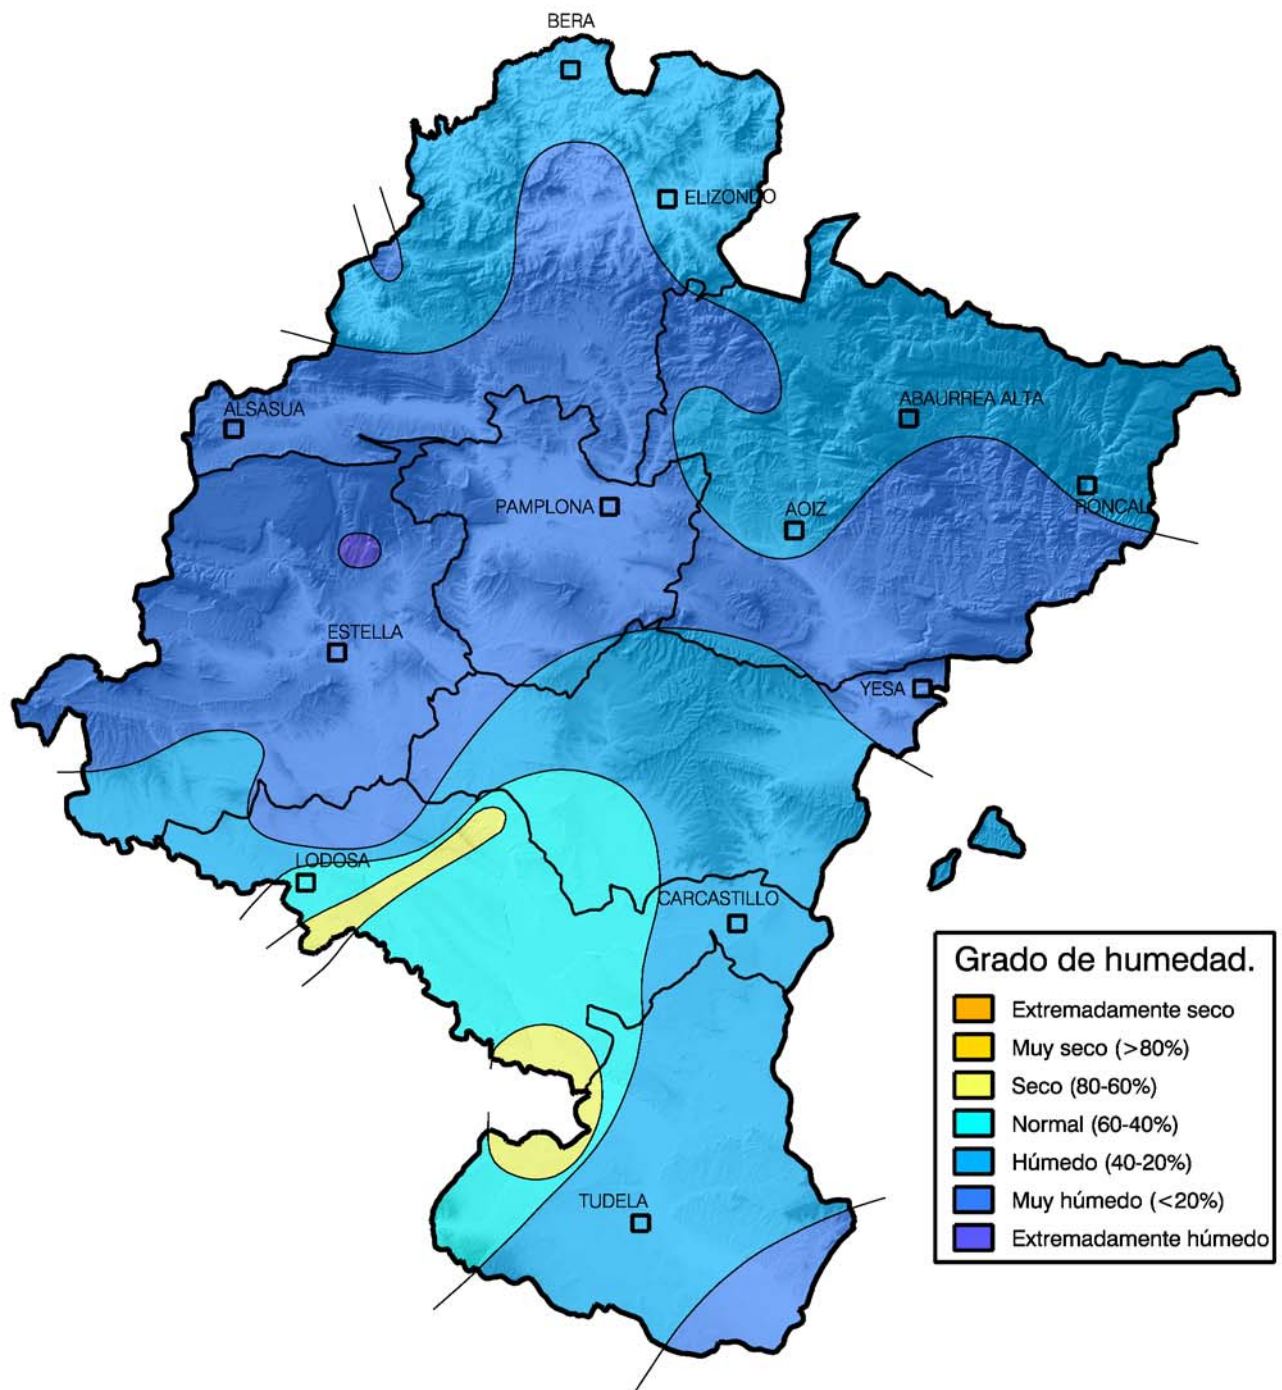 BERA
ELIZONDO
ALSASUA
ABAURREA ALTA
PAMPLONA
AOIZ
RONCAL
ESTELLA
YESA
LODOSA
CARCASTILLO
TUDELA
Grado de humedad.
Extremadamente seco
Muy seco (>80%)
Seco (80-60%)
Normal (60-40%)
Húmedo (40-20%)
Muy húmedo (<20%)
Extremadamente húmedo